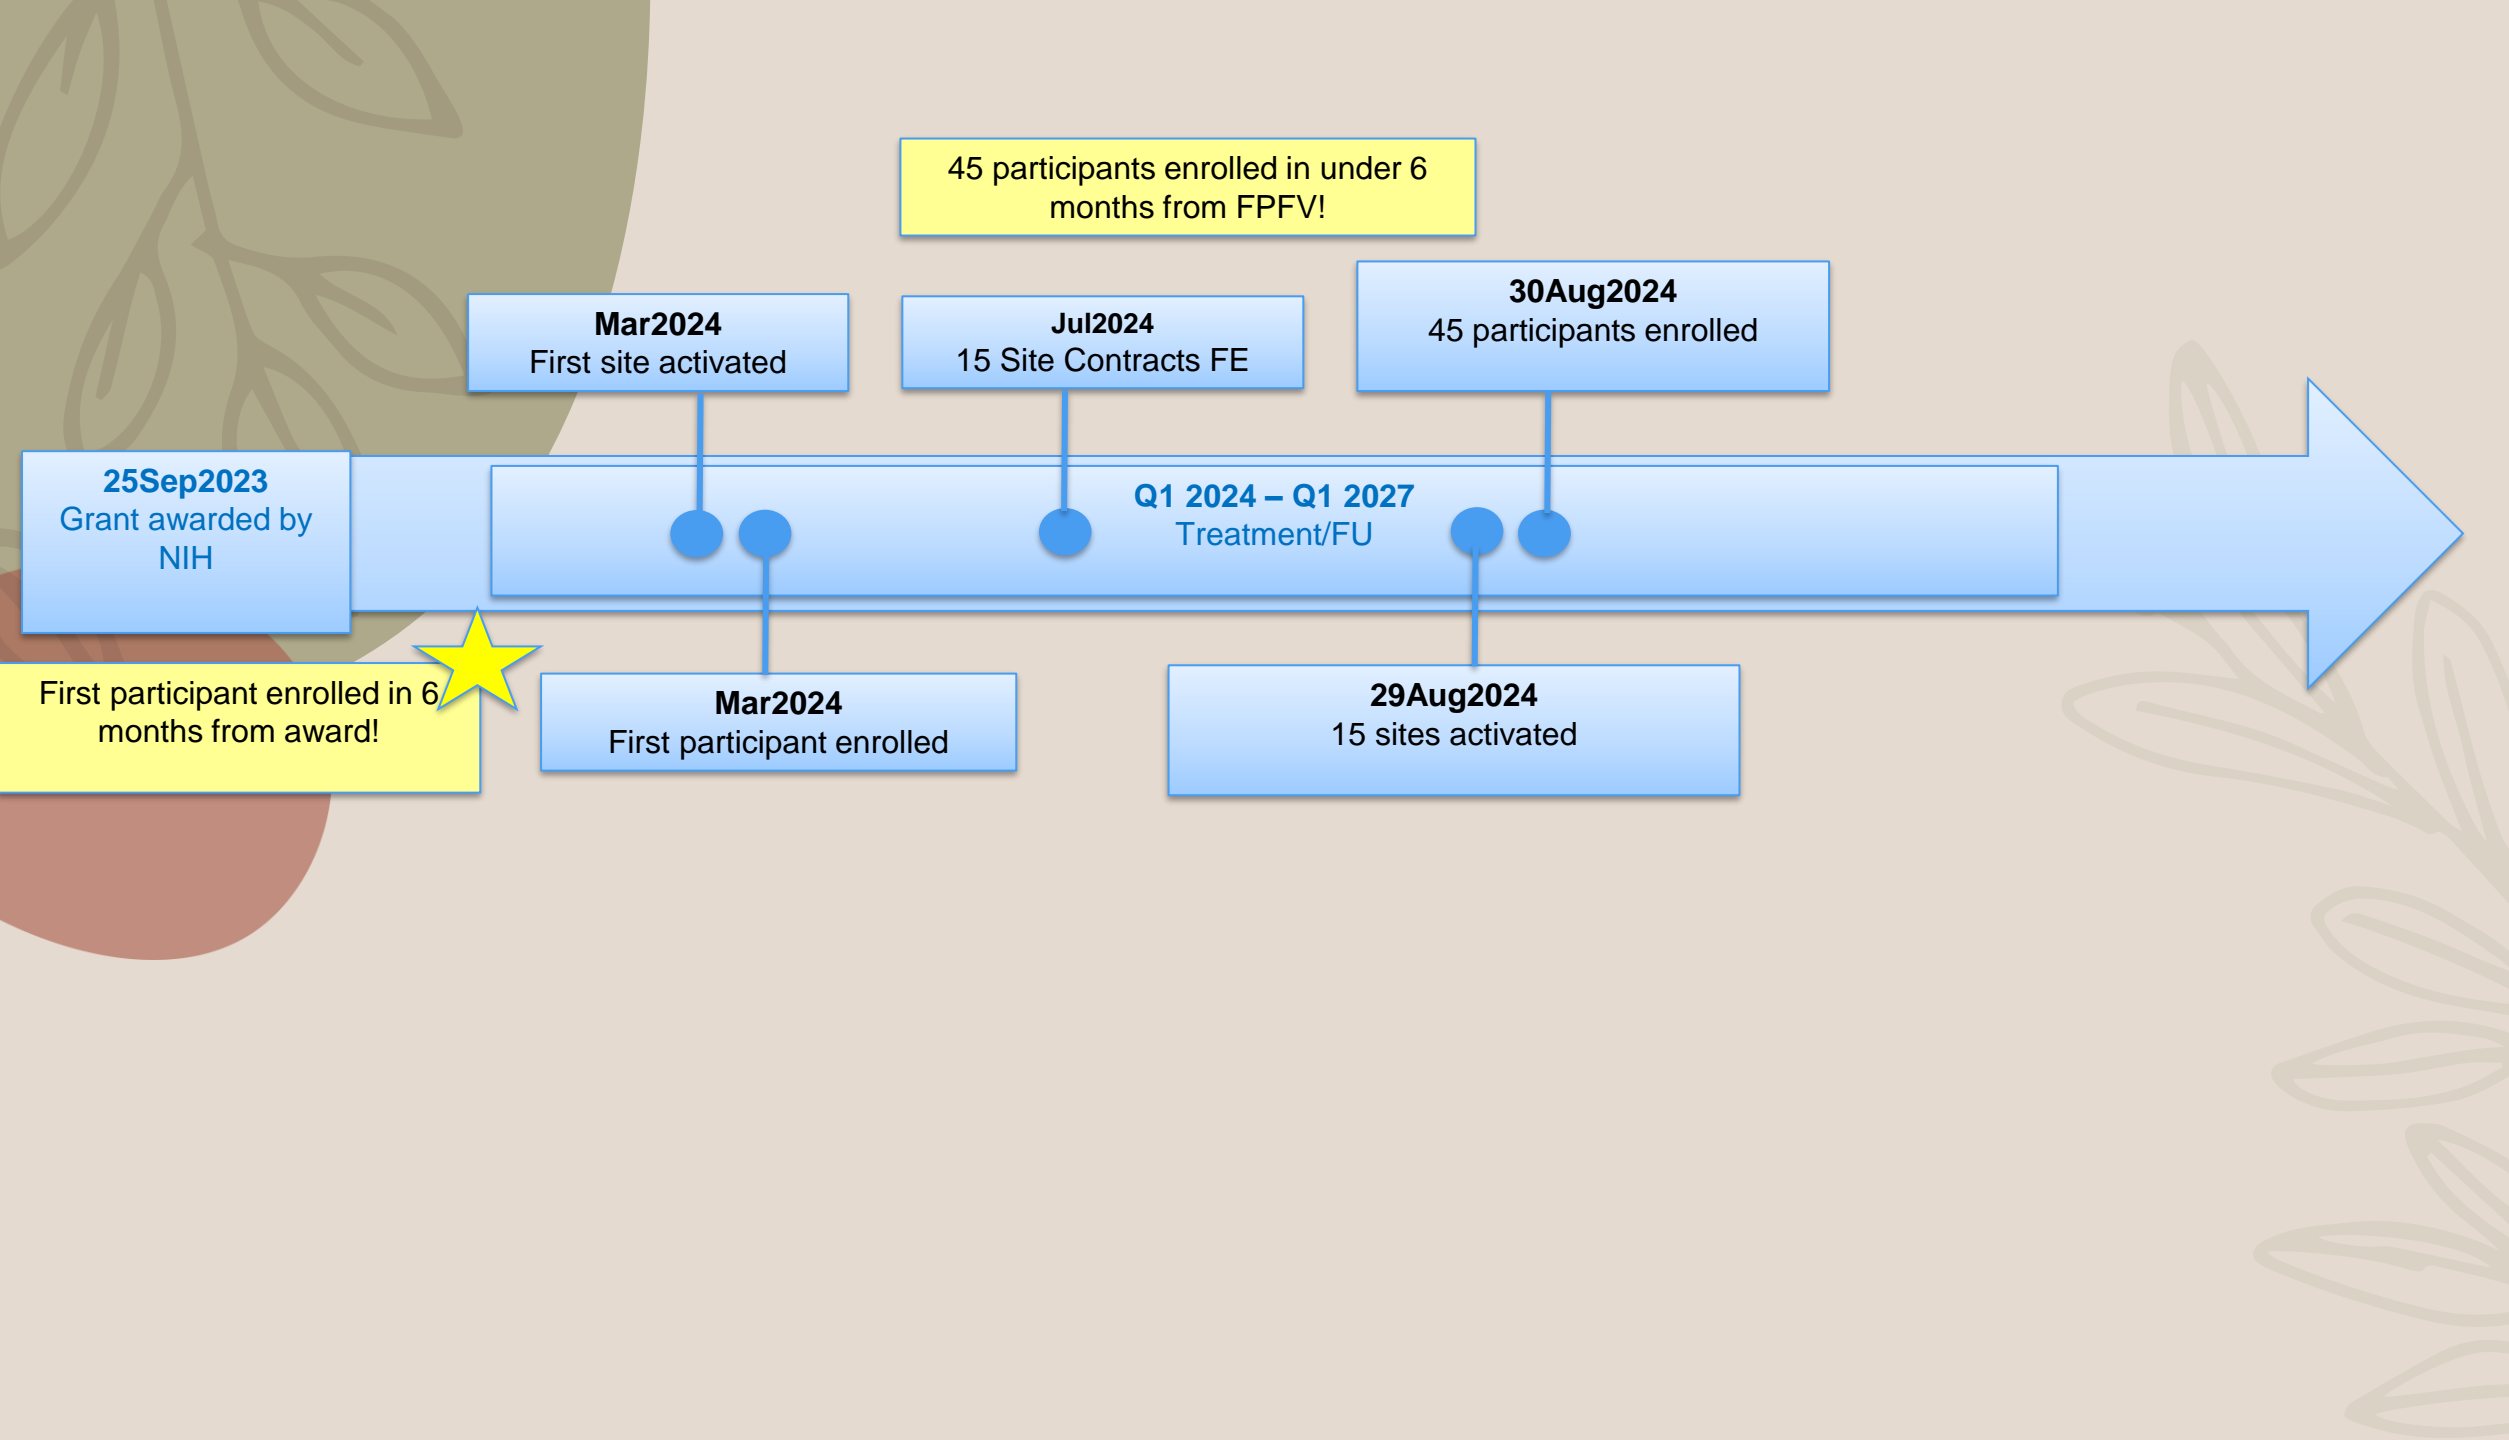 45 participants enrolled in under 6
months from FPFV!
Mar2024
First site activated
Jul2024
15 Site Contracts FE
30Aug2024
45 participants enrolled
25Sep2023
Grant awarded by
NIH
Q1 2024 – Q1 2027
Treatment/FU
First participant enrolled in 6
months from award!
Mar2024
First participant enrolled
29Aug2024
15 sites activated